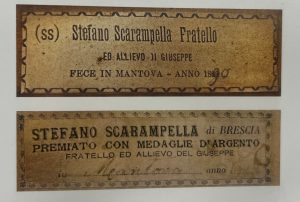 (SS) Stefano Scarampella Fratello
ED ALLIEVO DI GIUSEPPE
FECE IN MANTOVA - ANNO
STEFANO SCARAMPELLA di BRESCIA
PREMIATO CON MEDAGLIE D'ARGENTO
FRATELLO ED ALLIEVO DEL GIUSEPPE
in Mantova anno